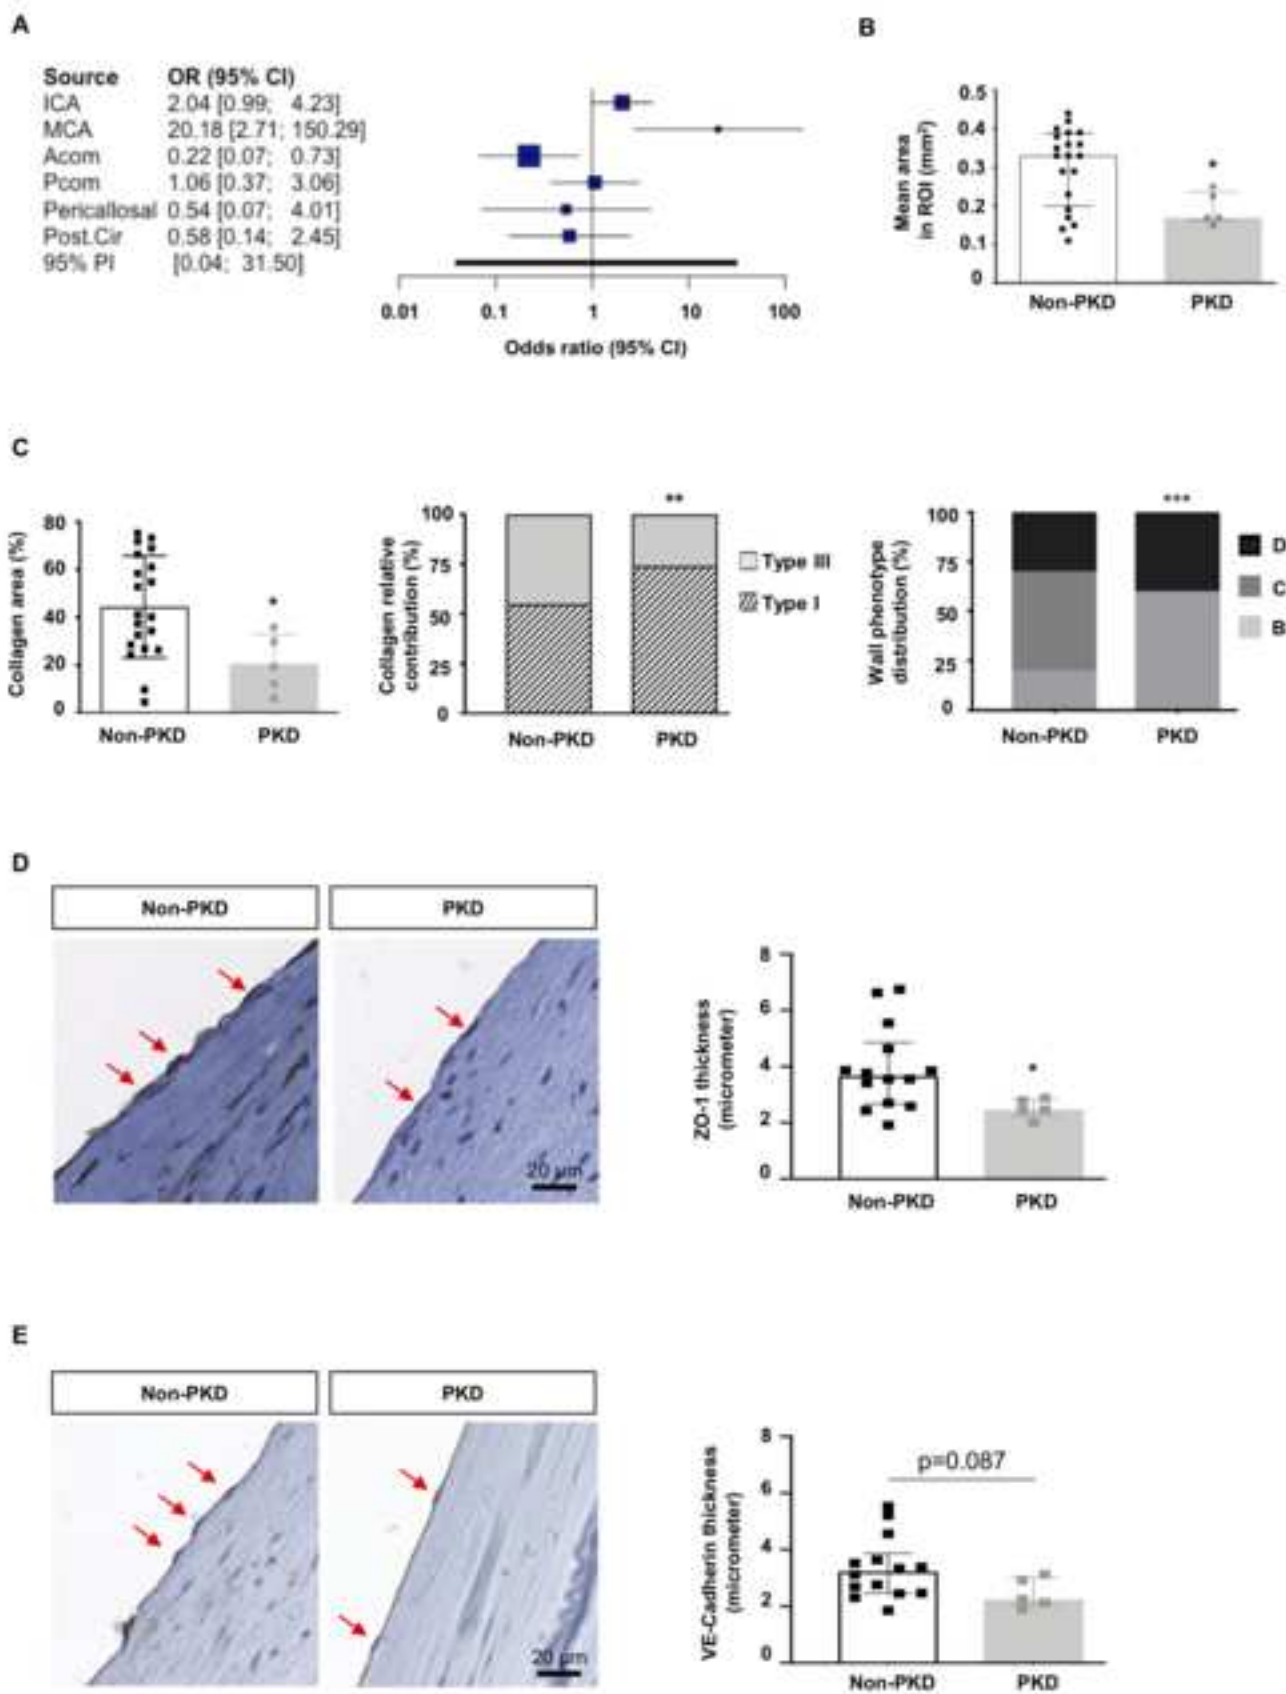 A
Source OR (95% CI)
ICA 2.04 [0.99; 4.23]
MCA 20.18 [2.71; 150.29]
Acom 0.22 [0.07; 0.73]
Pcom 1.06 [0.37; 3.06]
Pericallosal 0.54 [0.07; 4.01]
Post.Cir 0.58 [0.14; 2.45]
95% PI [0.04; 31.50]
0.01 0.1 1 10 100
Odds ratio (95% CI)
B
Mean area
in ROI (mm²)
0.5
0.4
0.3
0.2
0.1
0
Non-PKD PKD
*
C
Collagen area (%)
80
60
40
20
0
Non-PKD PKD
*
Collagen relative
contribution (%)
100
75
50
25
0
**
Non-PKD PKD
Type III
Type I
Wall phenotype
distribution (%)
100
75
50
25
0
***
Non-PKD PKD
D
C
B
D
Non-PKD PKD
20 µm
ZO-1 thickness
(micrometer)
8
6
4
2
0
*
Non-PKD PKD
E
Non-PKD PKD
20 µm
VE-Cadherin thickness
(micrometer)
8
6
4
2
0
p=0.087
Non-PKD PKD